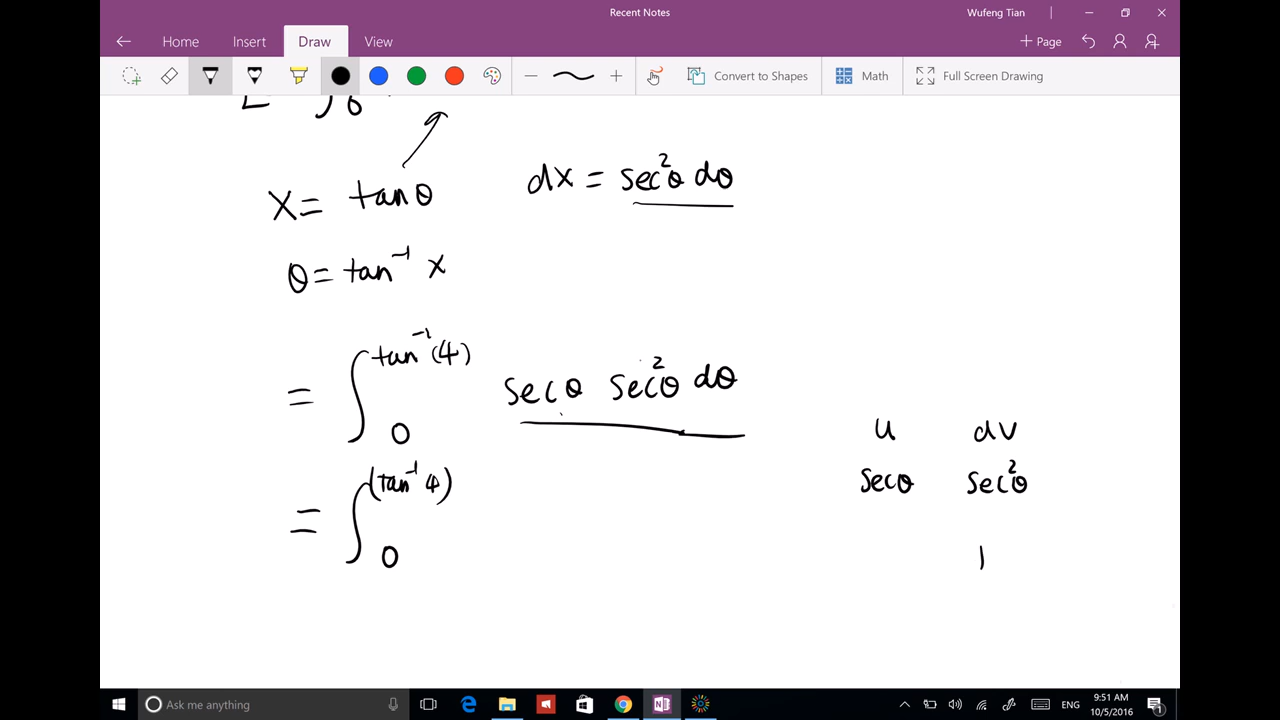 Recent Notes
Wufeng Tian
Home Insert Draw View
+ Page
Convert to Shapes
Math
Full Screen Drawing
x = tanθ dx = sec²θ dθ
θ = tan⁻¹ x
= ∫₀^{tan⁻¹(4)} secθ sec²θ dθ
u dv
secθ sec²θ
= ∫₀^{(tan⁻¹ 4)}
Ask me anything
ENG
9:51 AM
10/5/2016
1